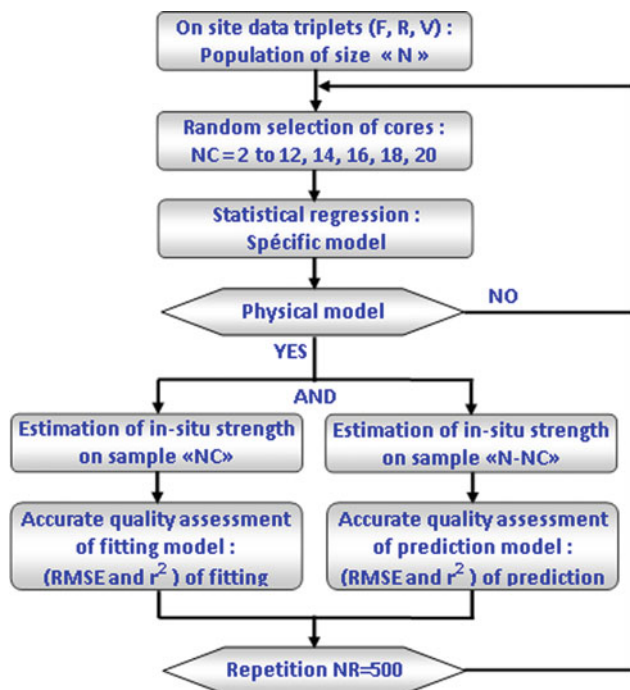 On site data triplets (F, R, V) :
Population of size « N »
Random selection of cores :
NC = 2 to 12, 14, 16, 18, 20
Statistical regression :
Spécific model
Physical model
NO
YES
AND
Estimation of in-situ strength
on sample «NC»
Estimation of in-situ strength
on sample «N-NC»
Accurate quality assessment
of fitting model :
(RMSE and r² ) of fitting
Accurate quality assessment
of prediction model :
(RMSE and r² ) of prediction
Repetition NR=500